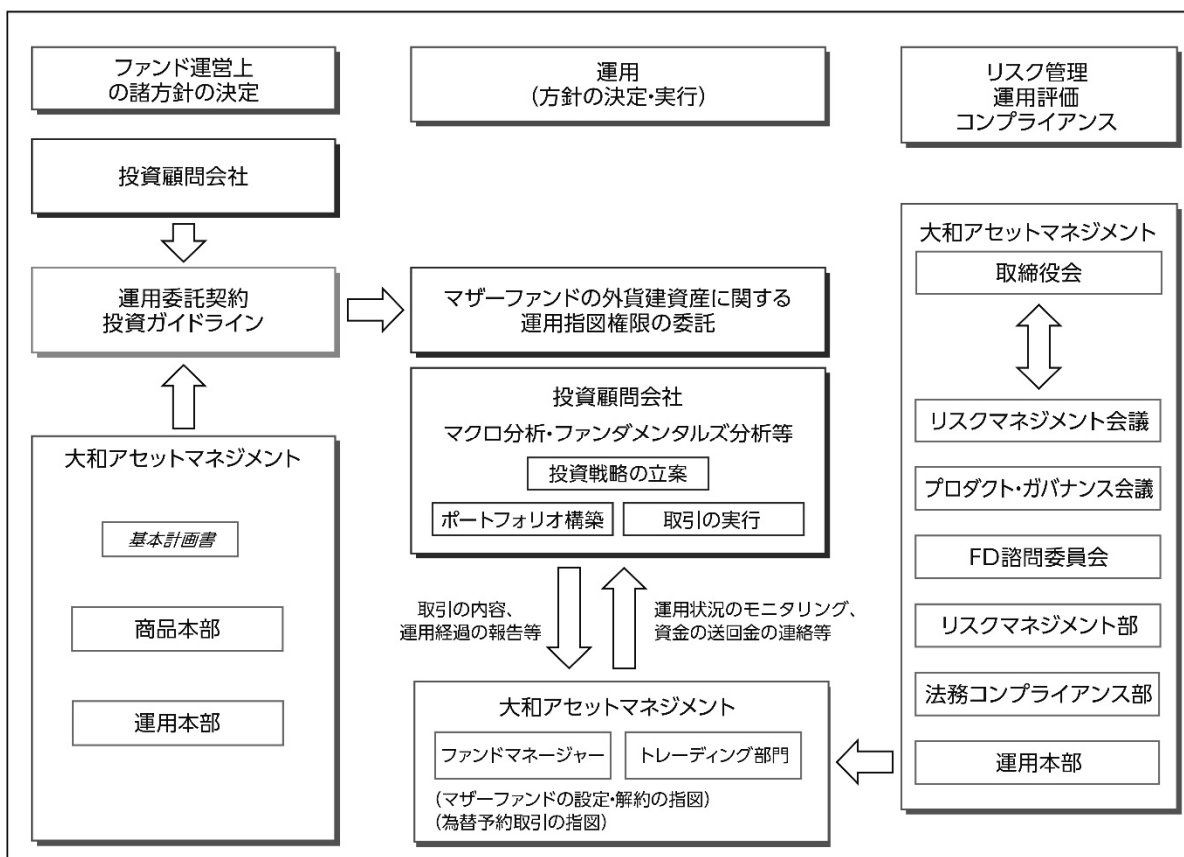 ファンド運営上
の諸方針の決定
投資顧問会社
運用委託契約
投資ガイドライン
大和アセットマネジメント
基本計画書
商品本部
運用本部
運用
(方針の決定・実行)
マザーファンドの外貨建資産に関する
運用指図権限の委託
投資顧問会社
マクロ分析・ファンダメンタルズ分析等
投資戦略の立案
ポートフォリオ構築
取引の実行
取引の内容、
運用経過の報告等
運用状況のモニタリング、
資金の送回金の連絡等
大和アセットマネジメント
ファンドマネージャー
トレーディング部門
(マザーファンドの設定・解約の指図)
(為替予約取引の指図)
リスク管理
運用評価
コンプライアンス
大和アセットマネジメント
取締役会
リスクマネジメント会議
プロダクト・ガバナンス会議
FD諮問委員会
リスクマネジメント部
法務コンプライアンス部
運用本部